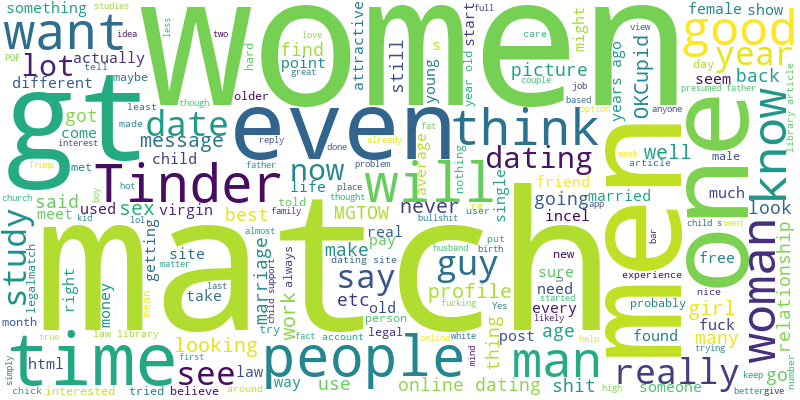 something
studies
POF
want
lot
idea
tell
actually
different
maybe
least
made
got
come
interest
gt
women
less
two
older
date
message
child
met
hot
church
boy
sex
virgin
used
said
meet
kid
lol
study
legalmatch
right
month
html
money
true
law library
time
simply
chick
interested
tried
first
believe
hard
love
great
find
point
though
attractive
still
young
s
year old
start
full
care
couple
might
job
view
based
option
anyone
picture
years ago
OKCupid
female
show
good
year
day
seem
back
presumed father
library article
even
think
reply
done
already
fat
average
nothing
problem
father
now
life
place
told
thought
family
best
Trump
Tinder
will
MGTOW
never
bullshit
user
single
dating
friend
going
incel
married
week
article
male
well
much
know
look
men
one
free
child s
went
woman
relationship
match
getting
site
matter
take
last
looking
see
law
way
around
marriage
work
always
child support
try
fact
account
real
make
pay
almost
dating site
say
etc
old
person
legal
people
use
online dating
guy
husband
put
birth
profile
fucking
Yes
started
white
online
mind
thing
sure
need
new
every
likely
age
post
man
shit
high
help
app
bar
experience
nice
girl
probably
fuck
found
many
trying
really
someone
keep
go
better
give
number